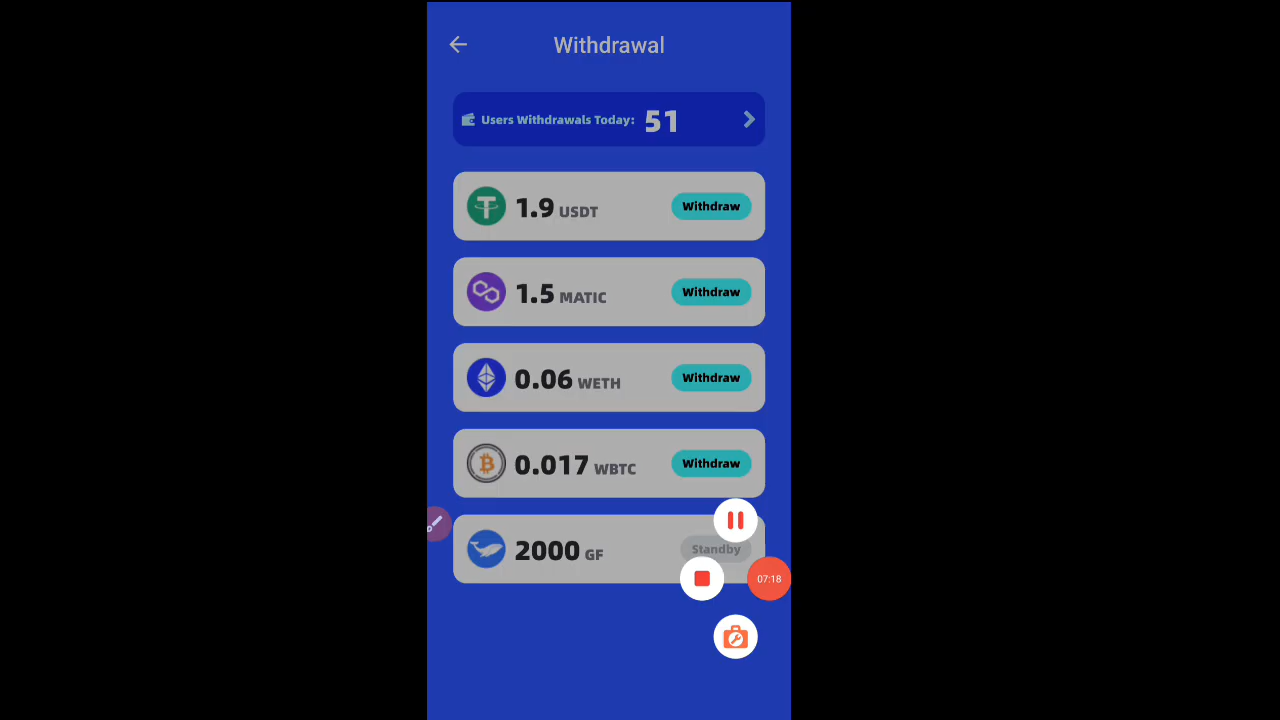 Withdrawal
Users Withdrawals Today: 51
1.9 USDT Withdraw
1.5 MATIC Withdraw
0.06 WETH Withdraw
0.017 WBTC Withdraw
2000 GF Standby
07:18